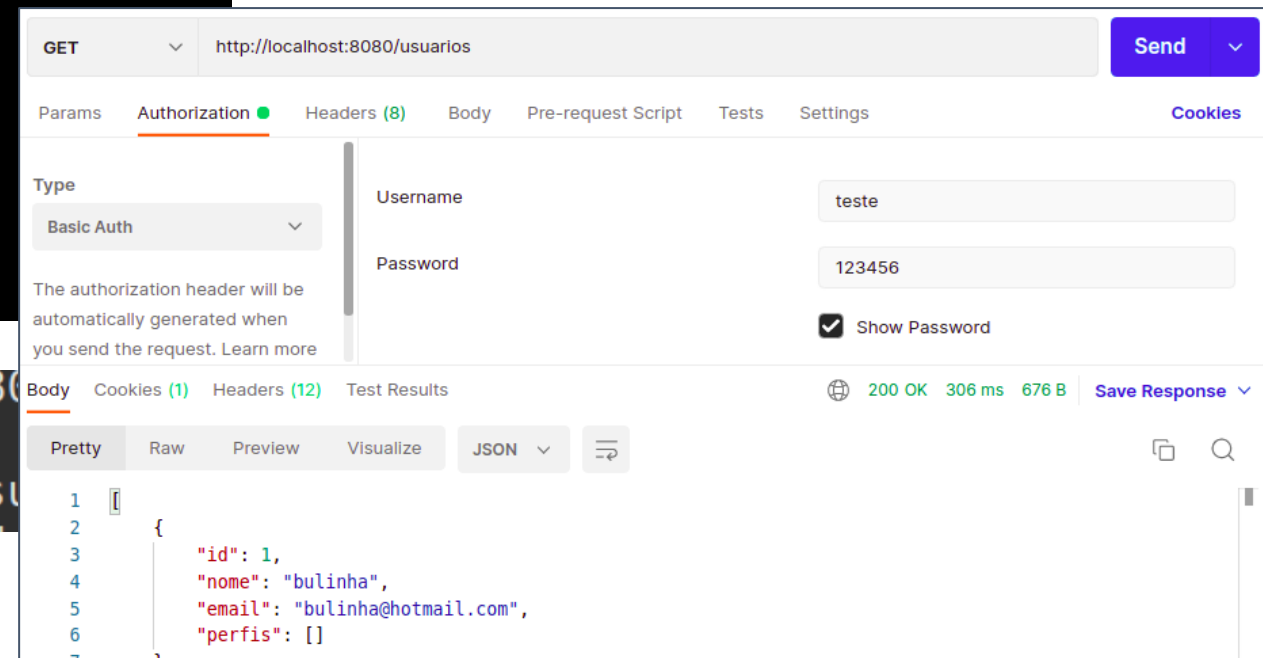 GET http://localhost:8080/usuarios Send
Params Authorization Headers (8) Body Pre-request Script Tests Settings Cookies
Type
Basic Auth
The authorization header will be
automatically generated when
you send the request. Learn more
Username teste
Password 123456
Show Password
Body Cookies (1) Headers (12) Test Results 200 OK 306 ms 676 B Save Response
Pretty Raw Preview Visualize JSON
1 [
2 {
3 "id": 1,
4 "nome": "bulinha",
5 "email": "bulinha@hotmail.com",
6 "perfis": []